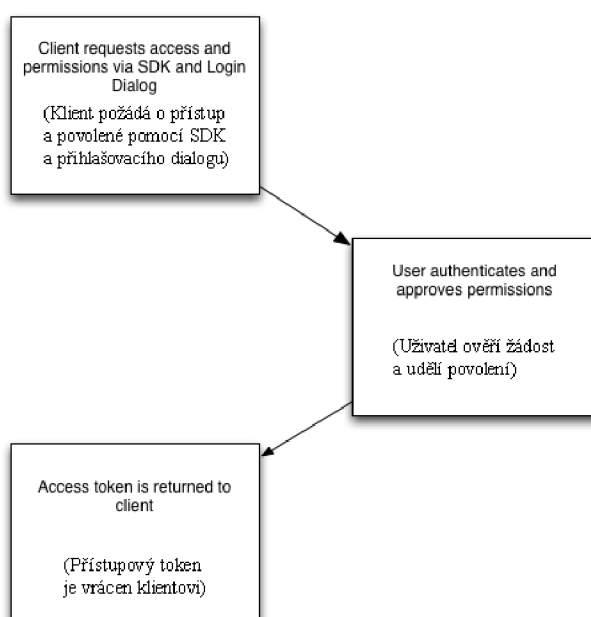 Client requests access and
permissions via SDK and Login
Dialog
(Klient požádá o přístup
a povolené pomocí SDK
a přihlašovacího dialogu)
User authenticates and
approves permissions
(Uživatel ověří žádost
a udělí povolení)
Access token is returned to
client
(Přístupový token
je vrácen klientovi)